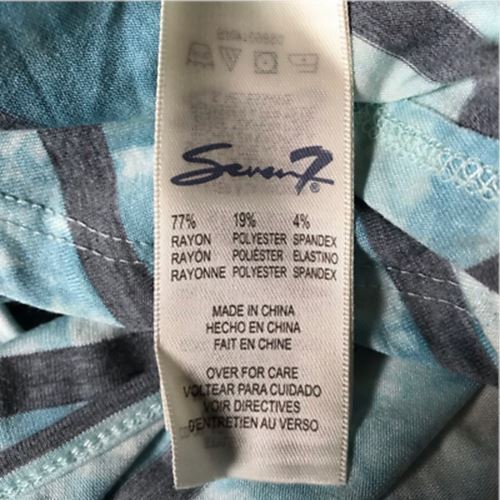 Seven7®
77% 19% 4%
RAYON POLYESTER SPANDEX
RAYON POLIÉSTER ELASTINO
RAYONNE POLYESTER SPANDEX
MADE IN CHINA
HECHO EN CHINA
FAIT EN CHINE
OVER FOR CARE
VOLTEAR PARA CUIDADO
VOIR DIRECTIVES
D'ENTRETIEN AU VERSO